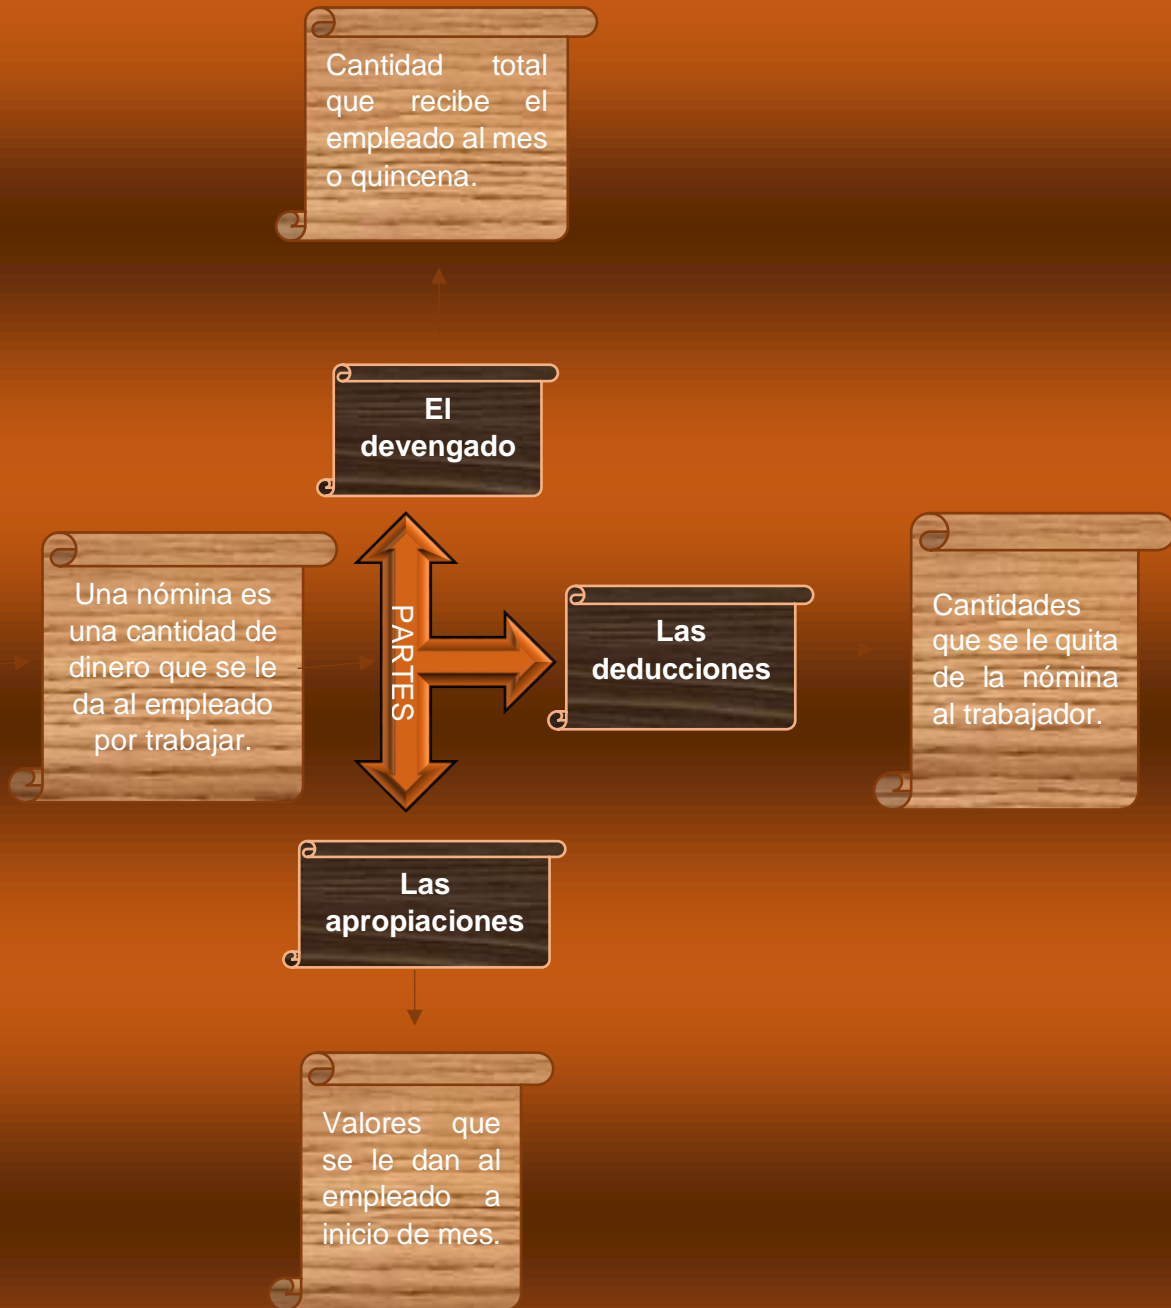 Cantidad total
que recibe el
empleado al mes
o quincena.
El
devengado
Una nómina es
una cantidad de
dinero que se le
da al empleado
por trabajar.
PARTES
Las
deducciones
Cantidades
que se le quita
de la nómina
al trabajador.
Las
apropiaciones
Valores que
se le dan al
empleado a
inicio de mes.